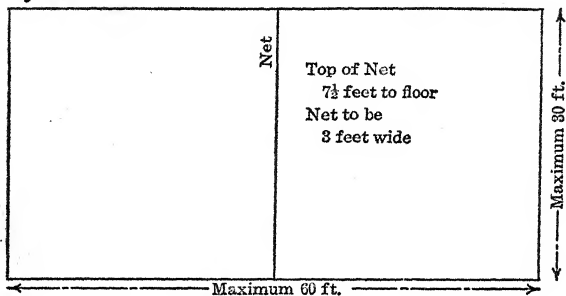 Net
Top of Net
7½ feet to floor
Net to be
3 feet wide
Maximum 30 ft.
Maximum 60 ft.